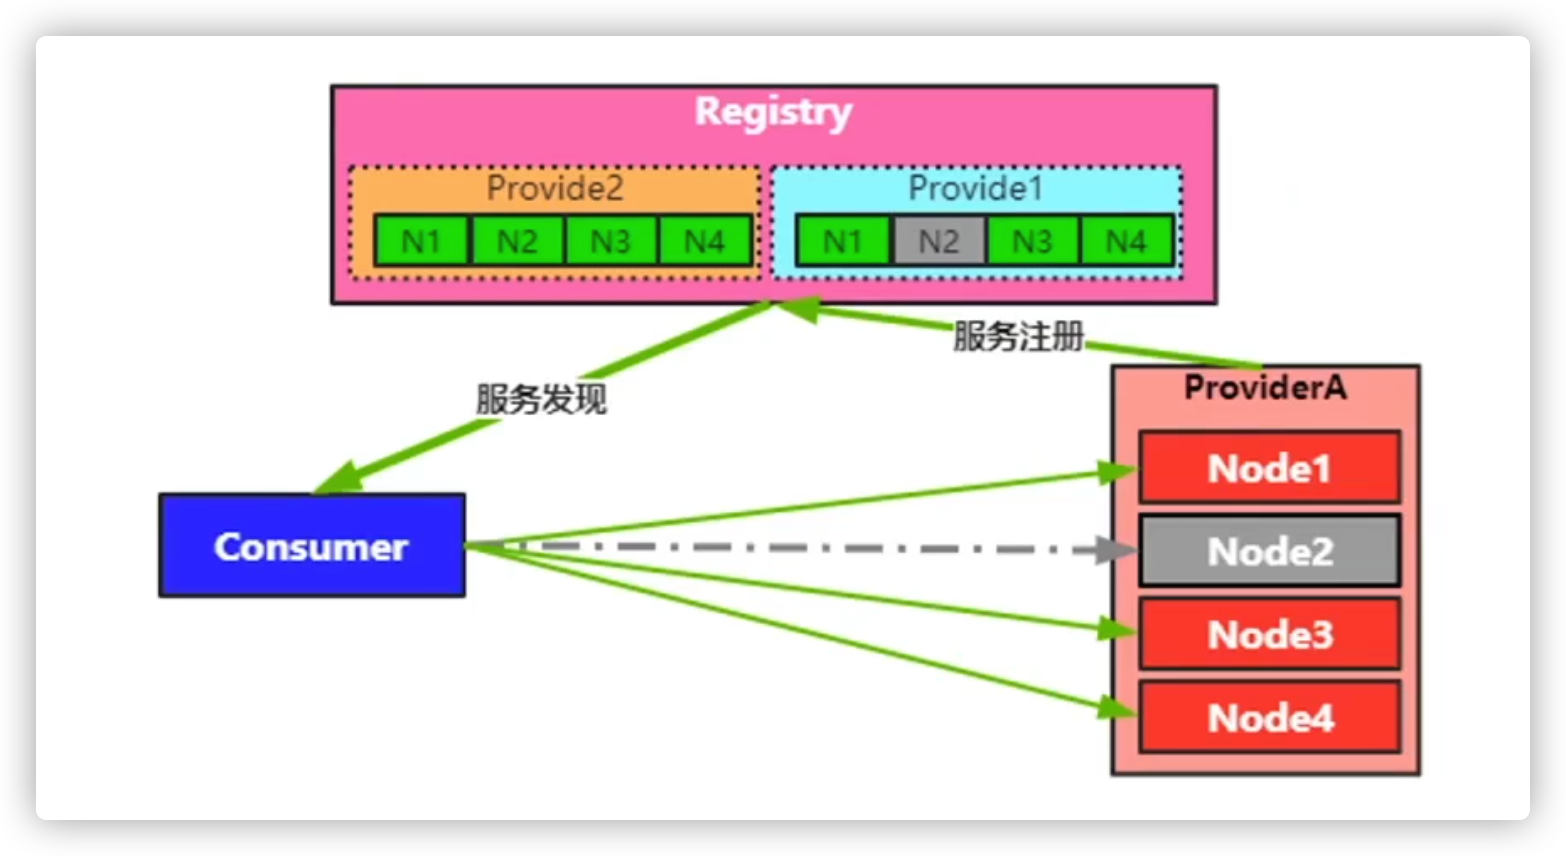 Registry
Provide2
N1 N2 N3 N4
Provide1
N1 N2 N3 N4
服务注册
服务发现
ProviderA
Node1
Consumer
Node2
Node3
Node4